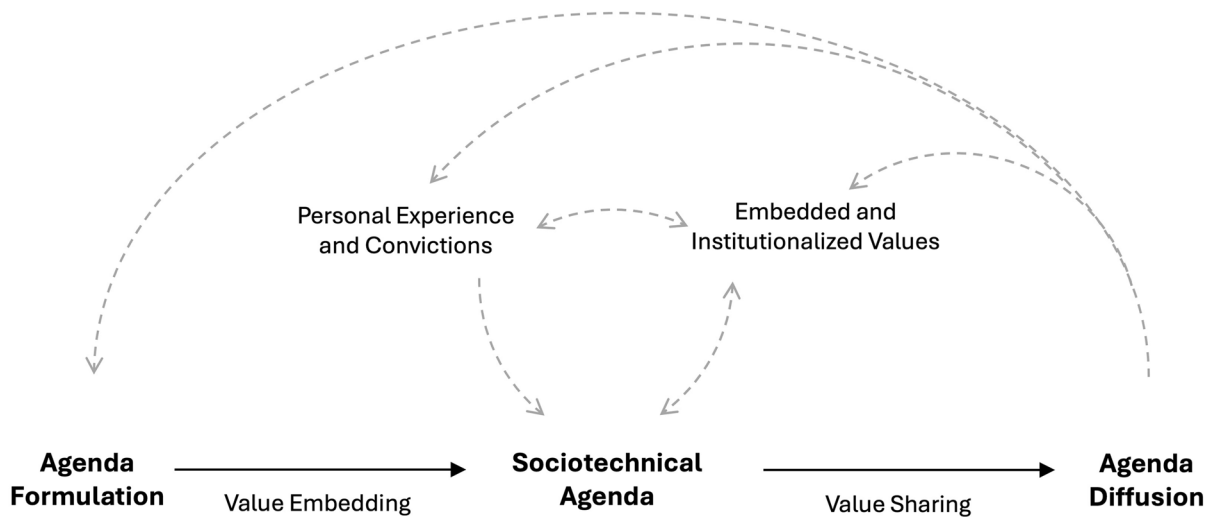 Personal Experience
and Convictions
Embedded and
Institutionalized Values
Agenda
Formulation
Value Embedding
Sociotechnical
Agenda
Value Sharing
Agenda
Diffusion